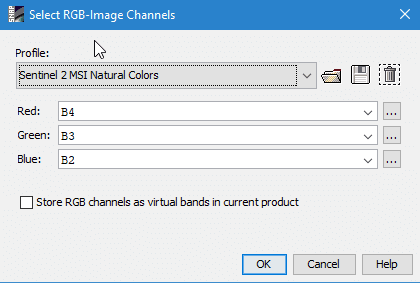 SNAP Select RGB-Image Channels
Profile:
Sentinel 2 MSI Natural Colors
Red: B4 ...
Green: B3 ...
Blue: B2 ...
Store RGB channels as virtual bands in current product
OK Cancel Help